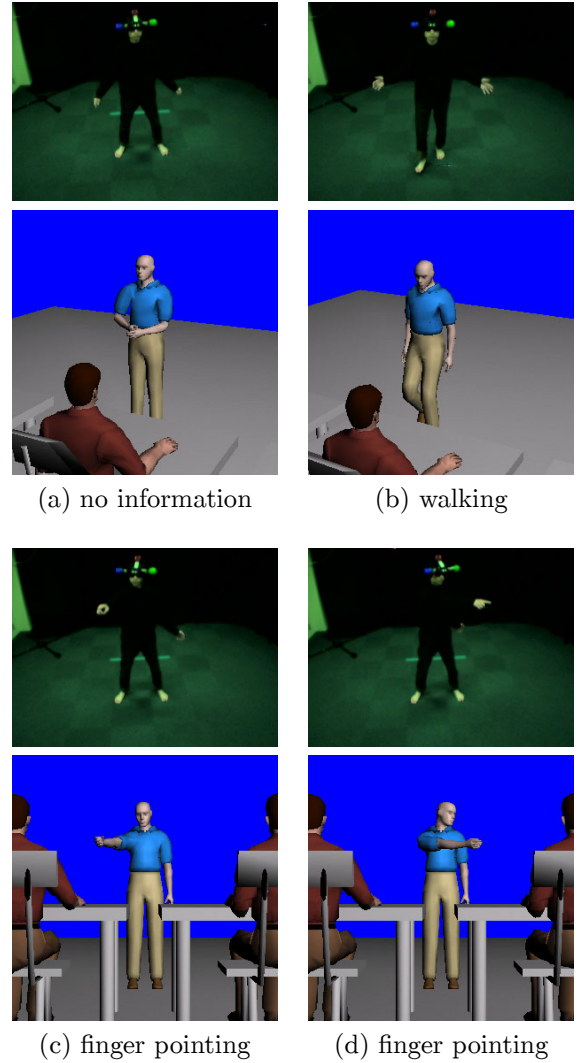 (a) no information
(b) walking
(c) finger pointing
(d) finger pointing